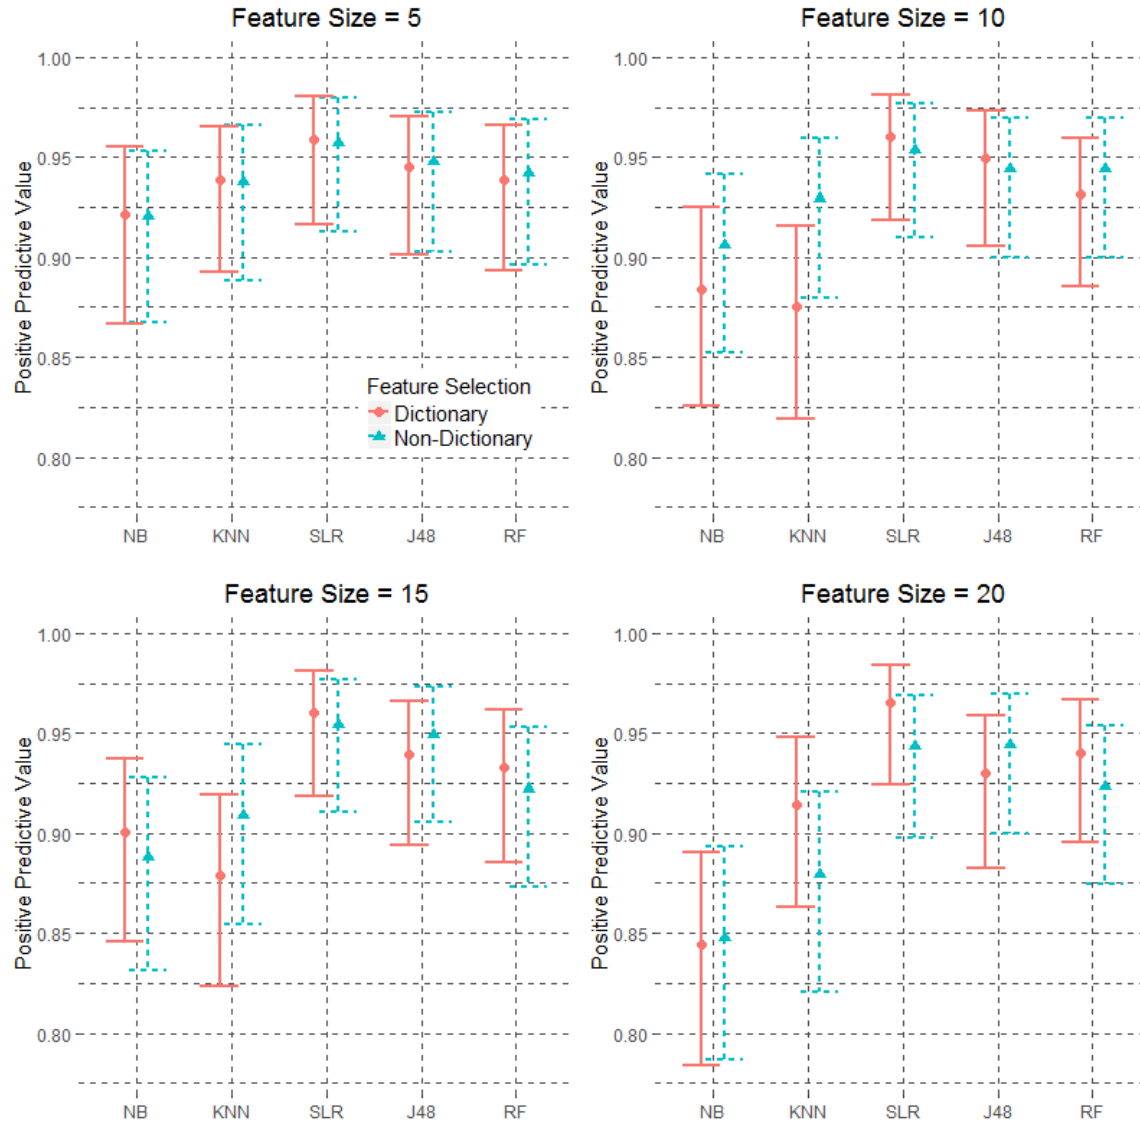 Feature Size = 5
Positive Predictive Value
1.00
0.95
0.90
0.85
0.80
Feature Selection
Dictionary
Non-Dictionary
NB KNN SLR J48 RF
Feature Size = 10
Positive Predictive Value
1.00
0.95
0.90
0.85
0.80
NB KNN SLR J48 RF
Feature Size = 15
Positive Predictive Value
1.00
0.95
0.90
0.85
0.80
NB KNN SLR J48 RF
Feature Size = 20
Positive Predictive Value
1.00
0.95
0.90
0.85
0.80
NB KNN SLR J48 RF